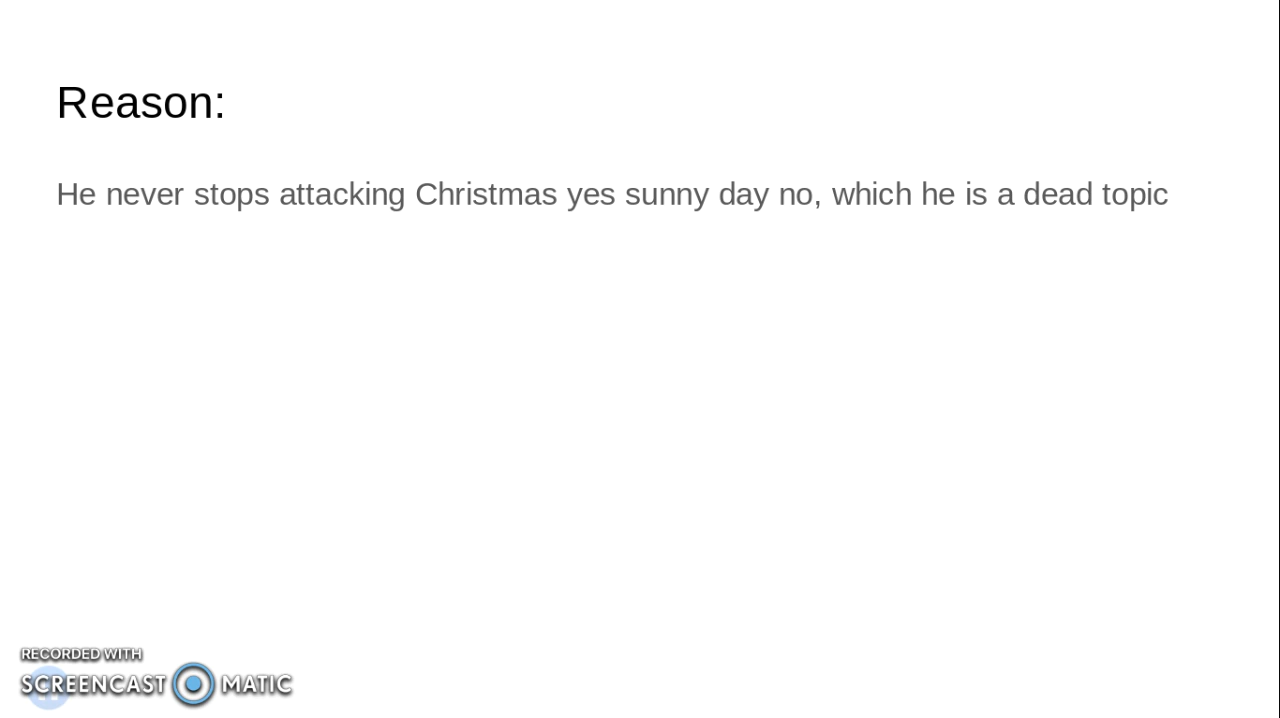 Reason:
He never stops attacking Christmas yes sunny day no, which he is a dead topic
RECORDED WITH
SCREENCAST MATIC